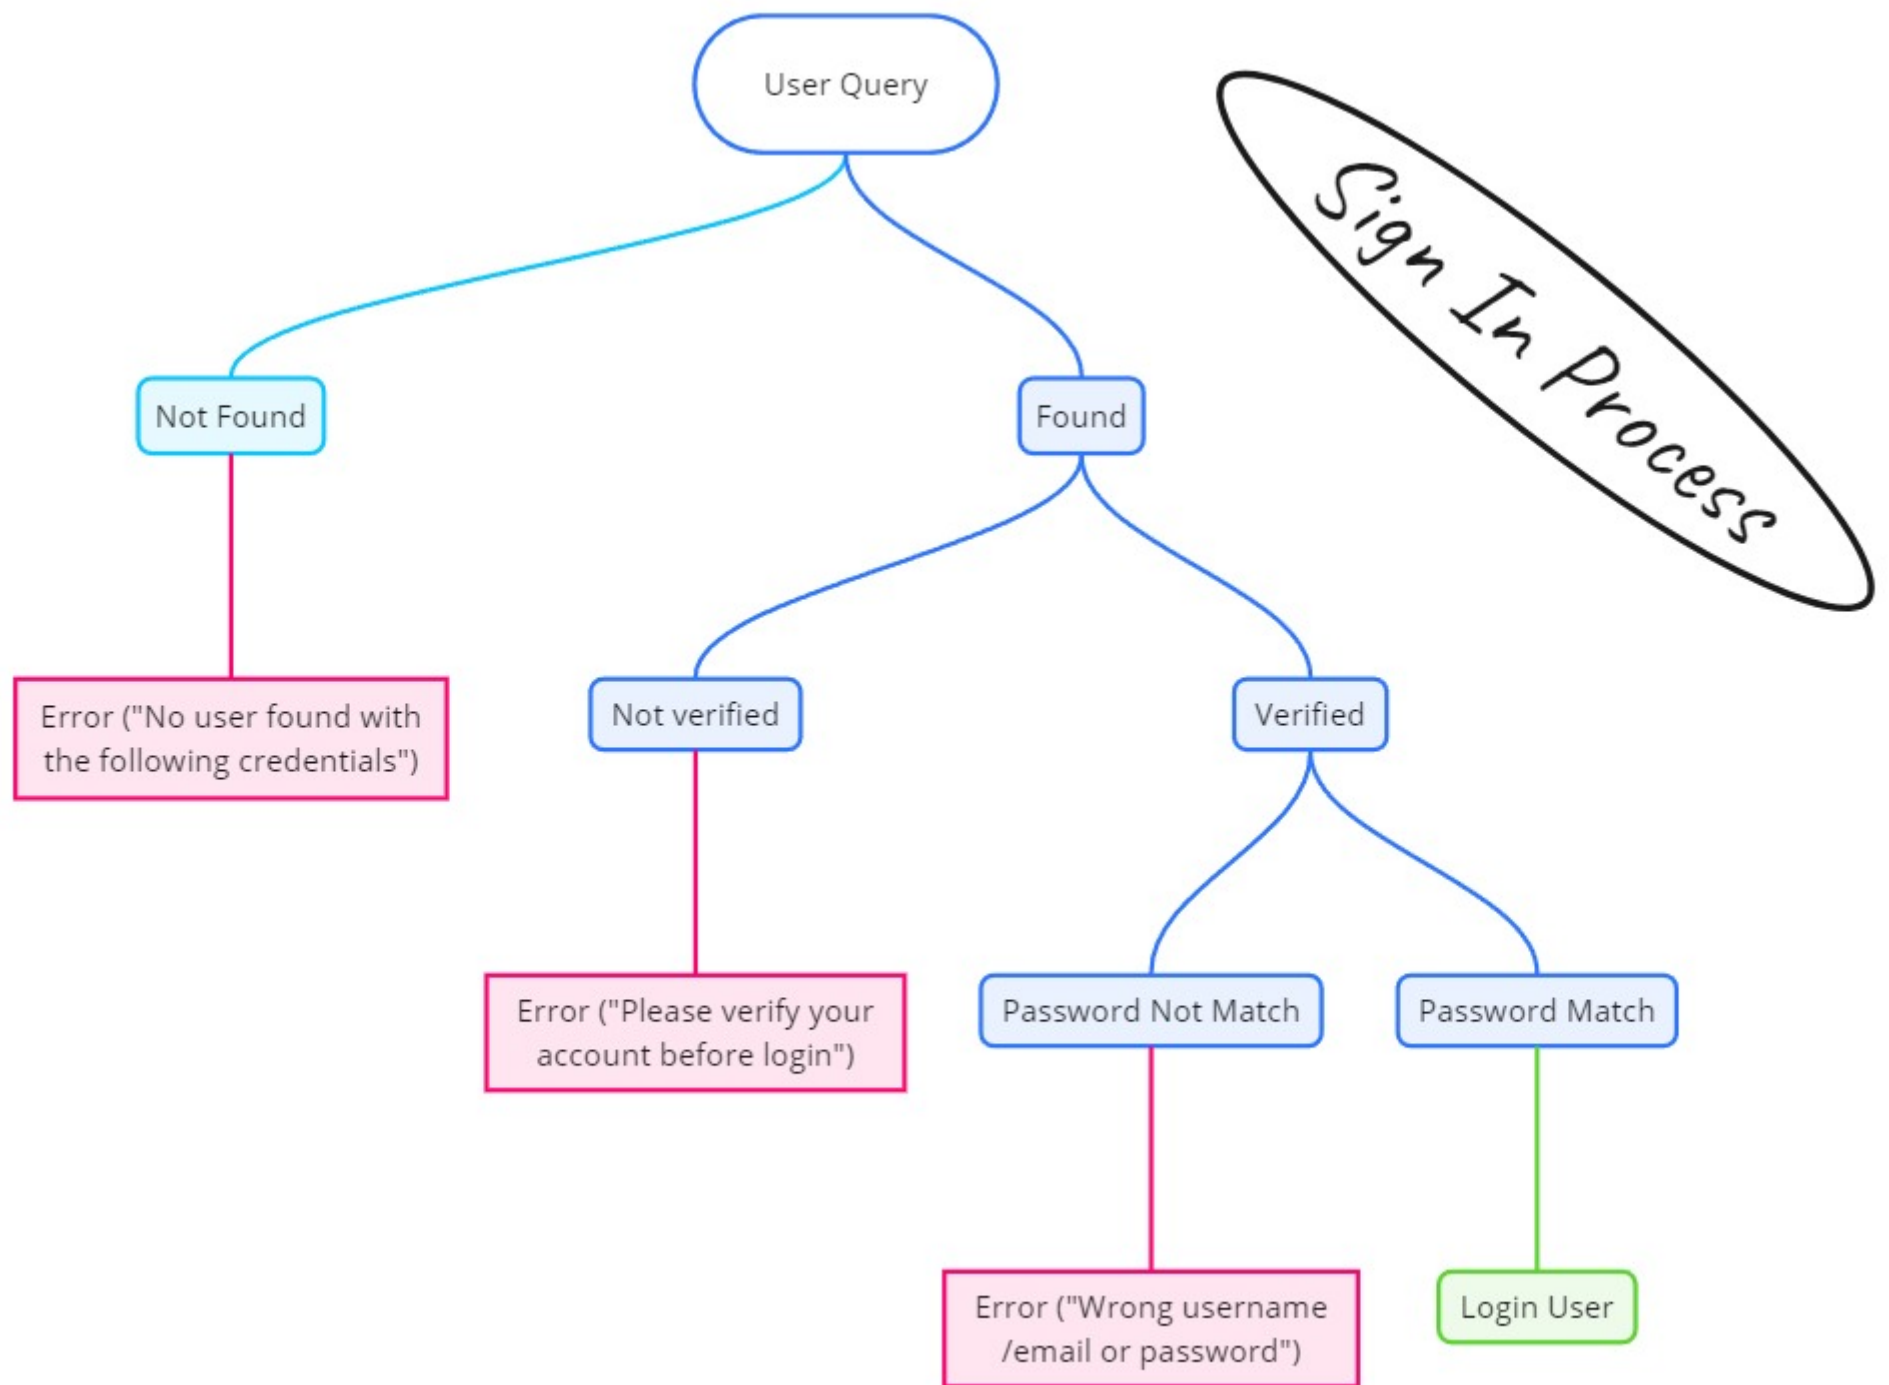 User Query
Sign In Process
Not Found
Found
Error ("No user found with
the following credentials")
Not verified
Verified
Error ("Please verify your
account before login")
Password Not Match
Password Match
Error ("Wrong username
/email or password")
Login User